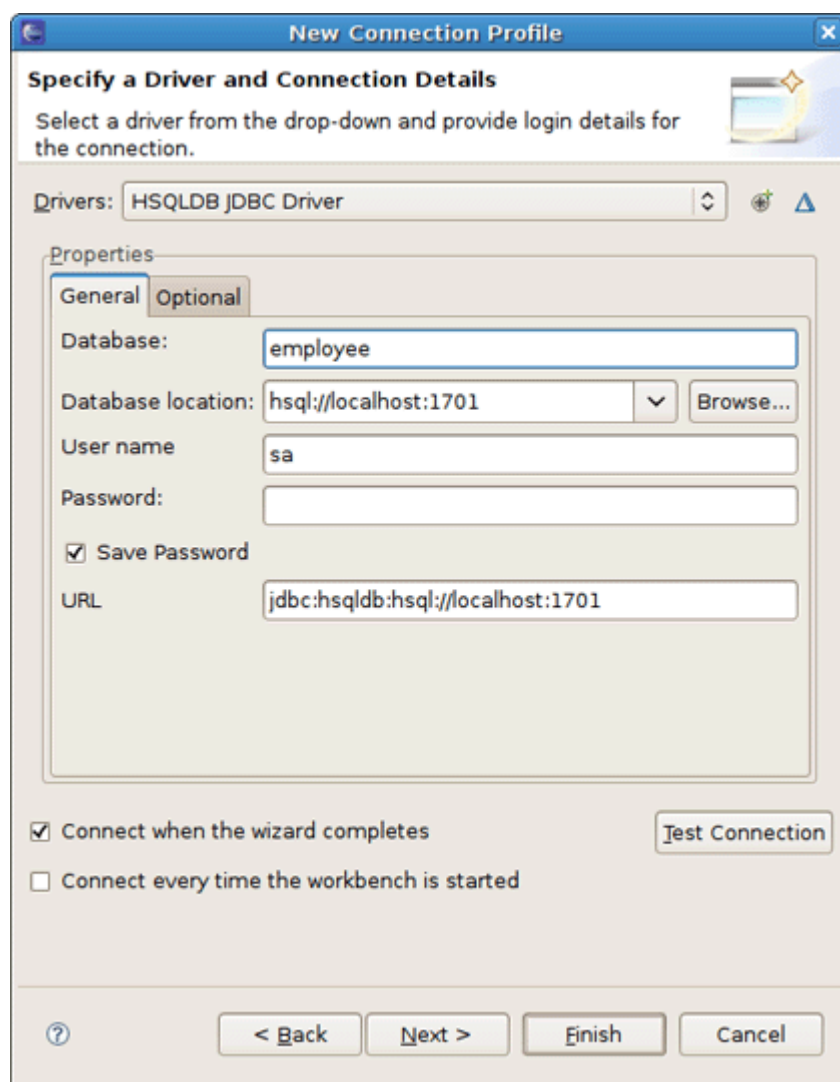 New Connection Profile
Specify a Driver and Connection Details
Select a driver from the drop-down and provide login details for
the connection.
Drivers: HSQLDB JDBC Driver
Properties
General Optional
Database: employee
Database location: hsql://localhost:1701 Browse...
User name sa
Password:
Save Password
URL jdbc:hsqldb:hsql://localhost:1701
Connect when the wizard completes Test Connection
Connect every time the workbench is started
< Back Next > Finish Cancel